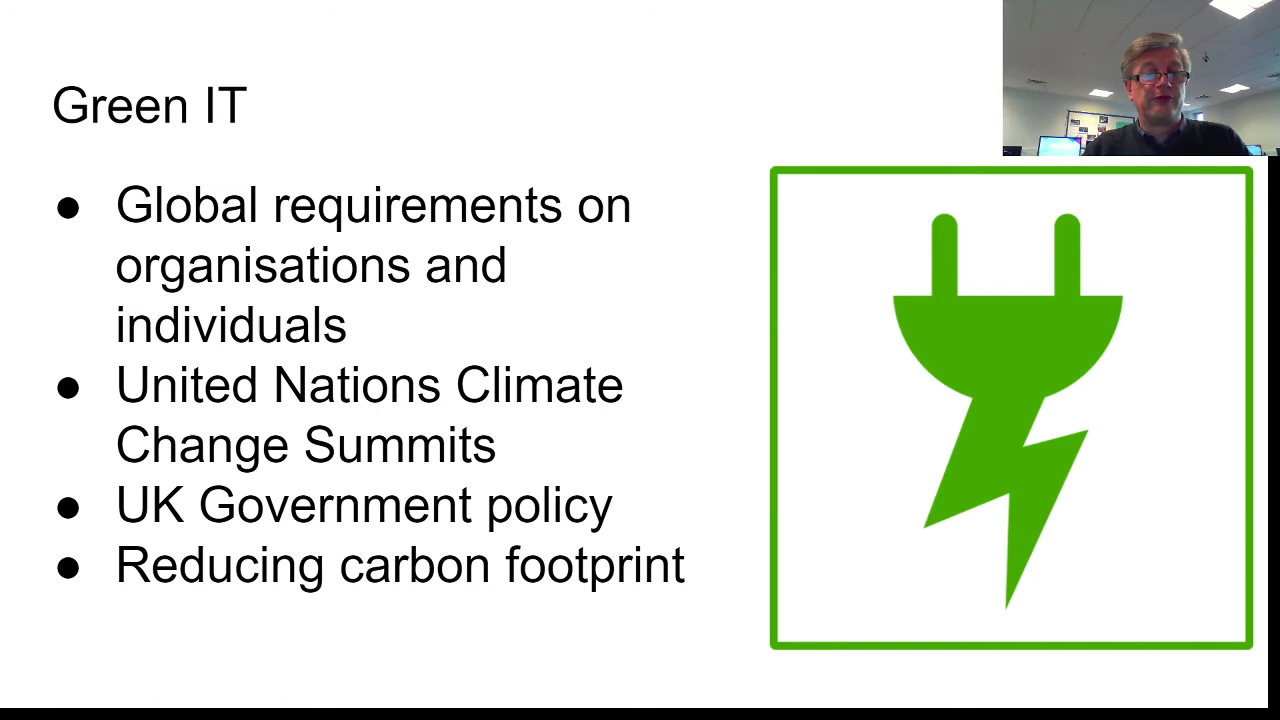 Green IT
● Global requirements on
organisations and
individuals
● United Nations Climate
Change Summits
● UK Government policy
● Reducing carbon footprint